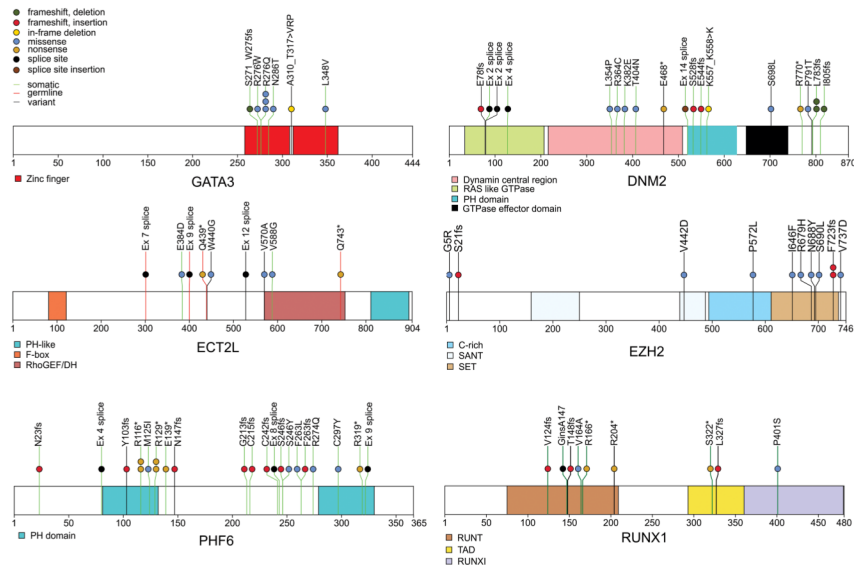 frameshift, deletion
frameshift, insertion
in-frame deletion
missense
nonsense
splice site
splice site insertion
somatic
germline
variant
S271_W275fs
R276W
R276Q
N286T
A310_T317>VRP
L348V
1 50 100 150 200 250 300 350 400 444
GATA3
Zinc finger
E78fs
Ex 2 splice
Ex 2 splice
Ex 4 splice
L354P
R364C
K382E
T404N
E468*
Ex 14 splice
S528fs
E544fs
K557_K558>K
S698L
R770*
P791T
L783fs
I805fs
1 100 200 300 400 500 600 700 800 870
DNM2
Dynamin central region
RAS like GTPase
PH domain
GTPase effector domain
Ex 7 splice
E384D
Ex 9 splice
Q439*
W440G
Ex 12 splice
V570A
V588G
Q743*
1 100 200 300 400 500 600 700 800 904
ECT2L
PH-like
F-box
RhoGEF/DH
G5R
S21fs
V442D
P572L
I646F
R679H
N688Y
S690L
F723fs
V737D
1 100 200 300 400 500 600 700 746
EZH2
C-rich
SANT
SET
N23fs
Ex 4 splice
Y103fs
R116*
M125I
R129*
E139*
N147fs
G213fs
C215fs
C242fs
Ex 8 splice
S246fs
S246Y
F263L
F263fs
R274Q
C297Y
R319*
Ex 9 splice
1 50 100 150 200 250 300 365
PHF6
PH domain
V124fs
GinsA147
T148fs
V164A
R166*
R204*
S322*
L327fs
P401S
1 50 100 150 200 250 300 350 400 480
RUNX1
RUNT
TAD
RUNXI